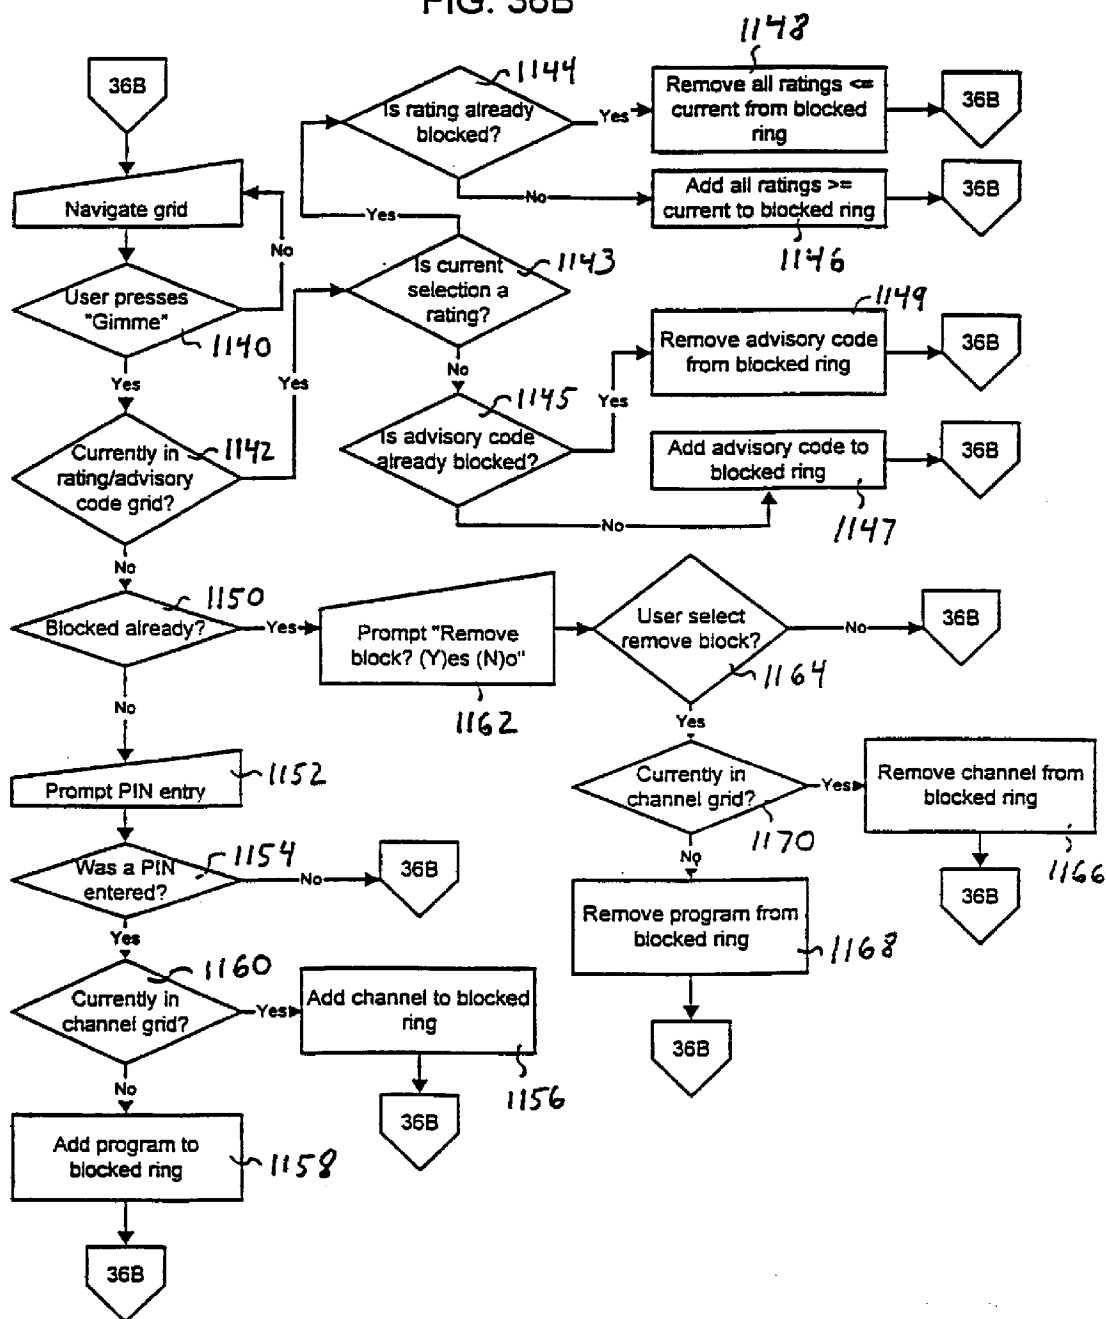 FIG. 36B
1148
36B
1144
Is rating already
blocked?
Yes
Remove all ratings <=
current from blocked
ring
36B
Navigate grid
No
Yes
No
Add all ratings >=
current to blocked ring
36B
1146
Is current
selection a
rating?
1143
User presses
"Gimme"
1140
1149
Remove advisory code
from blocked ring
36B
Yes
Yes
No
1145
Yes
Currently in
rating/advisory
code grid?
1142
Is advisory code
already blocked?
Add advisory code to
blocked ring
36B
No
1147
No
1150
Blocked already?
Yes
Prompt "Remove
block? (Y)es (N)o"
1162
User select
remove block?
1164
No
36B
No
Yes
Prompt PIN entry
1152
Currently in
channel grid?
1170
Yes
Remove channel from
blocked ring
1166
36B
Was a PIN
entered?
1154
No
36B
No
Remove program from
blocked ring
1168
36B
Yes
1160
Currently in
channel grid?
Yes
Add channel to blocked
ring
1156
36B
No
Add program to
blocked ring
1158
36B